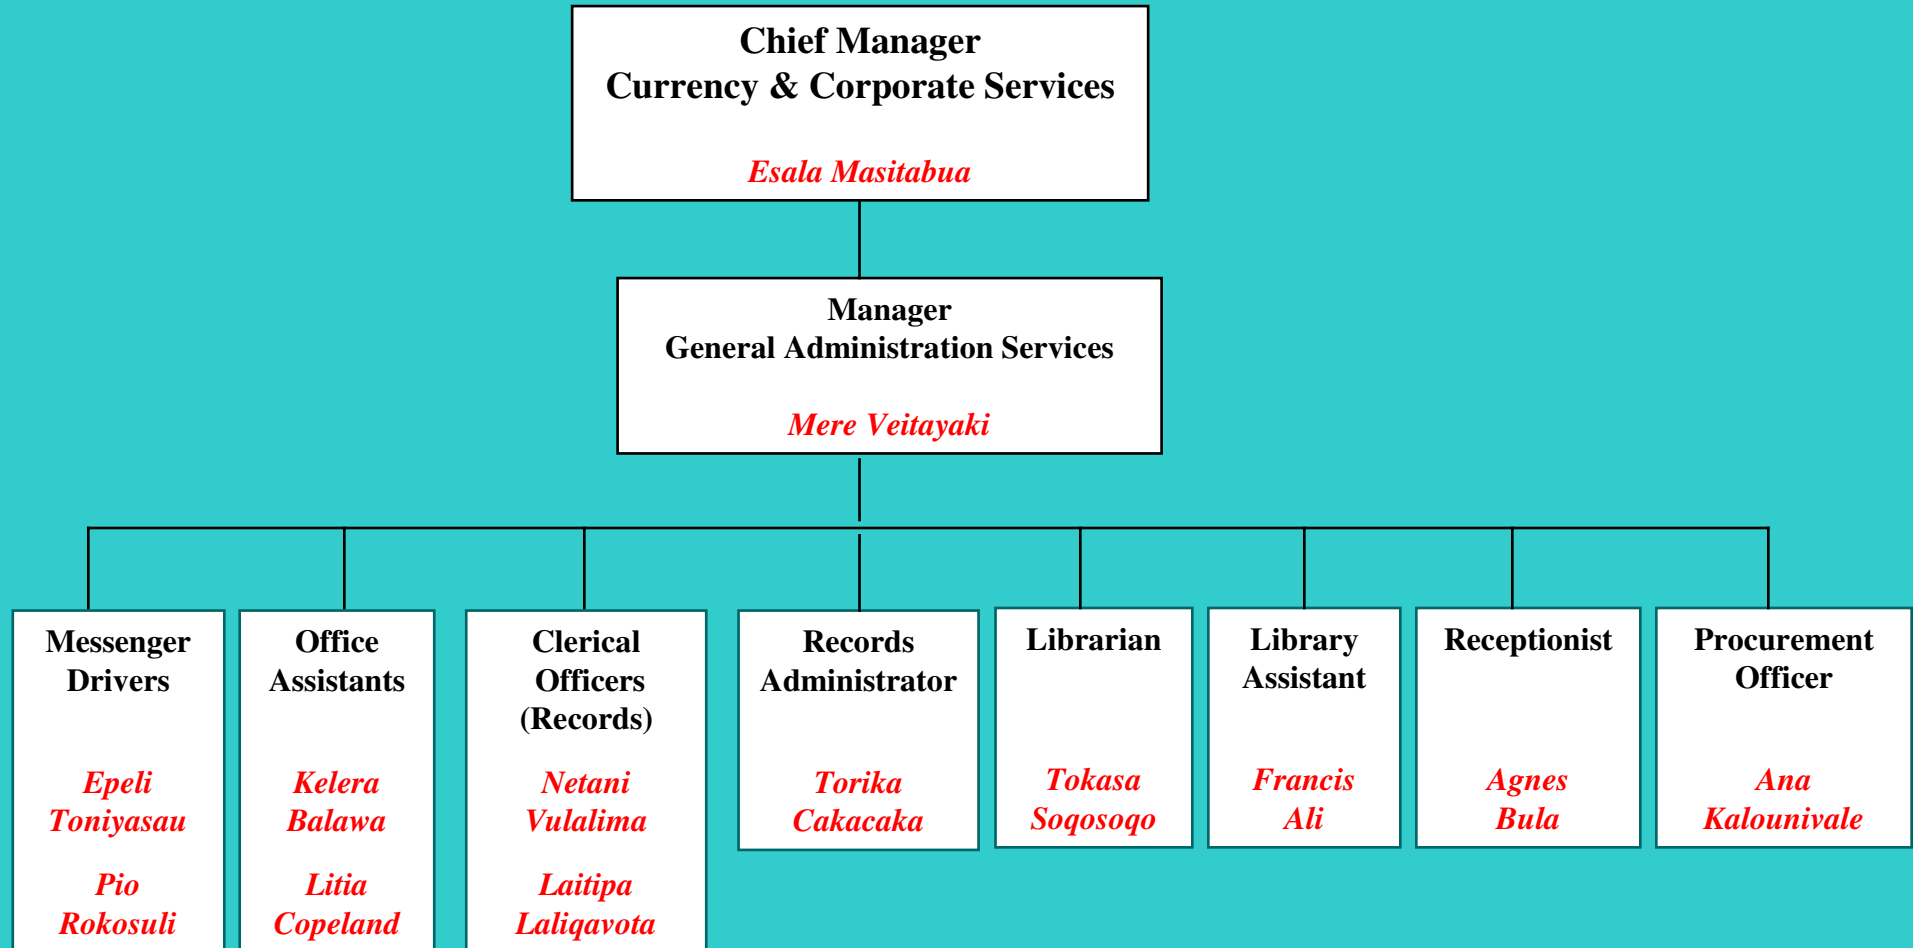 Chief Manager
Currency & Corporate Services
Esala Masitabua
Manager
General Administration Services
Mere Veitayaki
Messenger
Drivers
Epeli
Toniyasau
Pio
Rokosuli
Office
Assistants
Kelera
Balawa
Litia
Copeland
Clerical
Officers
(Records)
Netani
Vulalima
Laitipa
Laliqavota
Records
Administrator
Torika
Cakacaka
Librarian
Tokasa
Soqosoqo
Library
Assistant
Francis
Ali
Receptionist
Agnes
Bula
Procurement
Officer
Ana
Kalounivale